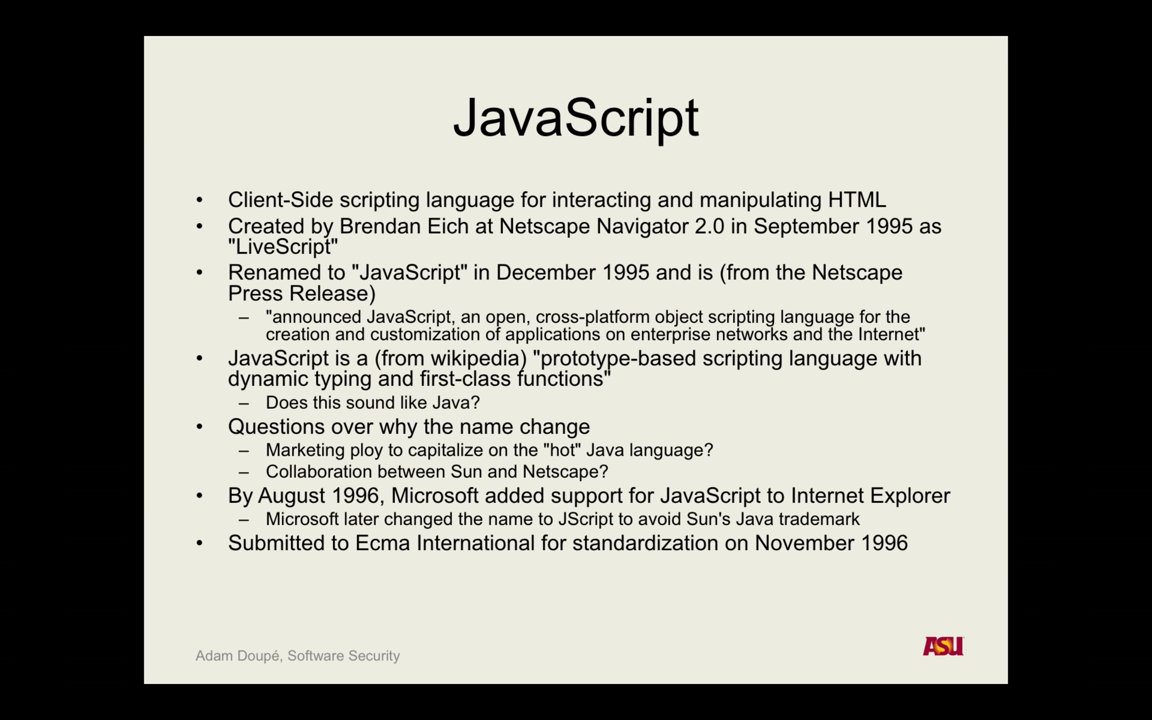 JavaScript
• Client-Side scripting language for interacting and manipulating HTML
• Created by Brendan Eich at Netscape Navigator 2.0 in September 1995 as
"LiveScript"
• Renamed to "JavaScript" in December 1995 and is (from the Netscape
Press Release)
– "announced JavaScript, an open, cross-platform object scripting language for the
creation and customization of applications on enterprise networks and the Internet"
• JavaScript is a (from wikipedia) "prototype-based scripting language with
dynamic typing and first-class functions"
– Does this sound like Java?
• Questions over why the name change
– Marketing ploy to capitalize on the "hot" Java language?
– Collaboration between Sun and Netscape?
• By August 1996, Microsoft added support for JavaScript to Internet Explorer
– Microsoft later changed the name to JScript to avoid Sun's Java trademark
• Submitted to Ecma International for standardization on November 1996
Adam Doupé, Software Security
ASU